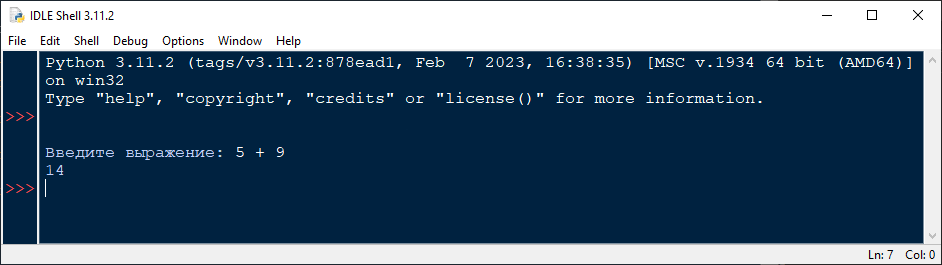 IDLE Shell 3.11.2
File Edit Shell Debug Options Window Help
Python 3.11.2 (tags/v3.11.2:878ead1, Feb  7 2023, 16:38:35) [MSC v.1934 64 bit (AMD64)]
on win32
Type "help", "copyright", "credits" or "license()" for more information.
>>>
Введите выражение: 5 + 9
14
>>>
Ln: 7 Col: 0